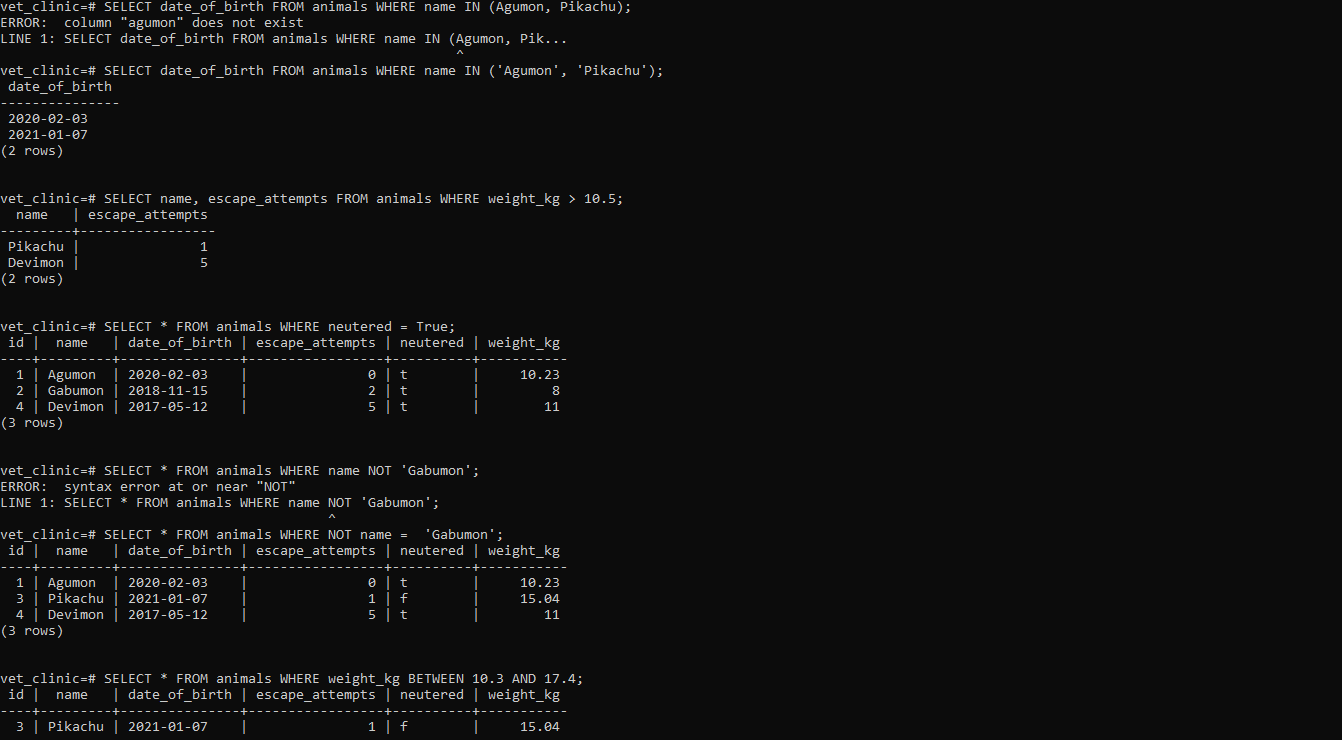 vet_clinic=# SELECT date_of_birth FROM animals WHERE name IN (Agumon, Pikachu);
ERROR:  column "agumon" does not exist
LINE 1: SELECT date_of_birth FROM animals WHERE name IN (Agumon, Pik...
                                                         ^
vet_clinic=# SELECT date_of_birth FROM animals WHERE name IN ('Agumon', 'Pikachu');
 date_of_birth
---------------
 2020-02-03
 2021-01-07
(2 rows)

vet_clinic=# SELECT name, escape_attempts FROM animals WHERE weight_kg > 10.5;
  name   | escape_attempts
---------+-----------------
 Pikachu |               1
 Devimon |               5
(2 rows)

vet_clinic=# SELECT * FROM animals WHERE neutered = True;
 id |  name   | date_of_birth | escape_attempts | neutered | weight_kg
----+---------+---------------+-----------------+----------+-----------
  1 | Agumon  | 2020-02-03    |               0 | t        |     10.23
  2 | Gabumon | 2018-11-15    |               2 | t        |         8
  4 | Devimon | 2017-05-12    |               5 | t        |        11
(3 rows)

vet_clinic=# SELECT * FROM animals WHERE name NOT 'Gabumon';
ERROR:  syntax error at or near "NOT"
LINE 1: SELECT * FROM animals WHERE name NOT 'Gabumon';
                                         ^
vet_clinic=# SELECT * FROM animals WHERE NOT name =  'Gabumon';
 id |  name   | date_of_birth | escape_attempts | neutered | weight_kg
----+---------+---------------+-----------------+----------+-----------
  1 | Agumon  | 2020-02-03    |               0 | t        |     10.23
  3 | Pikachu | 2021-01-07    |               1 | f        |     15.04
  4 | Devimon | 2017-05-12    |               5 | t        |        11
(3 rows)

vet_clinic=# SELECT * FROM animals WHERE weight_kg BETWEEN 10.3 AND 17.4;
 id |  name   | date_of_birth | escape_attempts | neutered | weight_kg
----+---------+---------------+-----------------+----------+-----------
  3 | Pikachu | 2021-01-07    |               1 | f        |     15.04